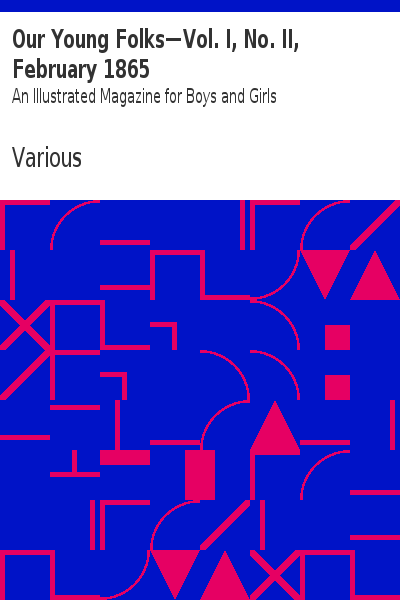 Our Young Folks—Vol. I, No. II,
February 1865
An Illustrated Magazine for Boys and Girls
Various